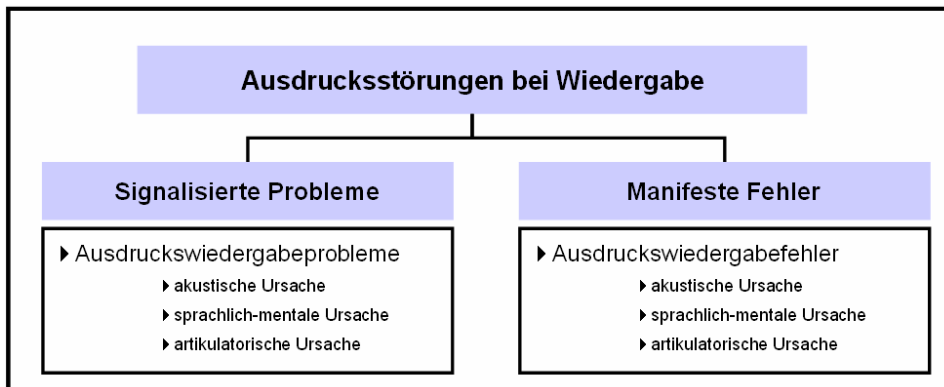 Ausdrucksstörungen bei Wiedergabe
Signalisierte Probleme
Ausdruckswiedergabeprobleme
akustische Ursache
sprachlich-mentale Ursache
artikulatorische Ursache
Manifeste Fehler
Ausdruckswiedergabefehler
akustische Ursache
sprachlich-mentale Ursache
artikulatorische Ursache